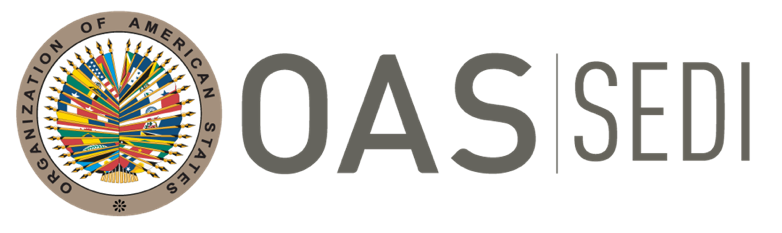 ORGANIZATION OF AMERICAN STATES
OAS
SEDI